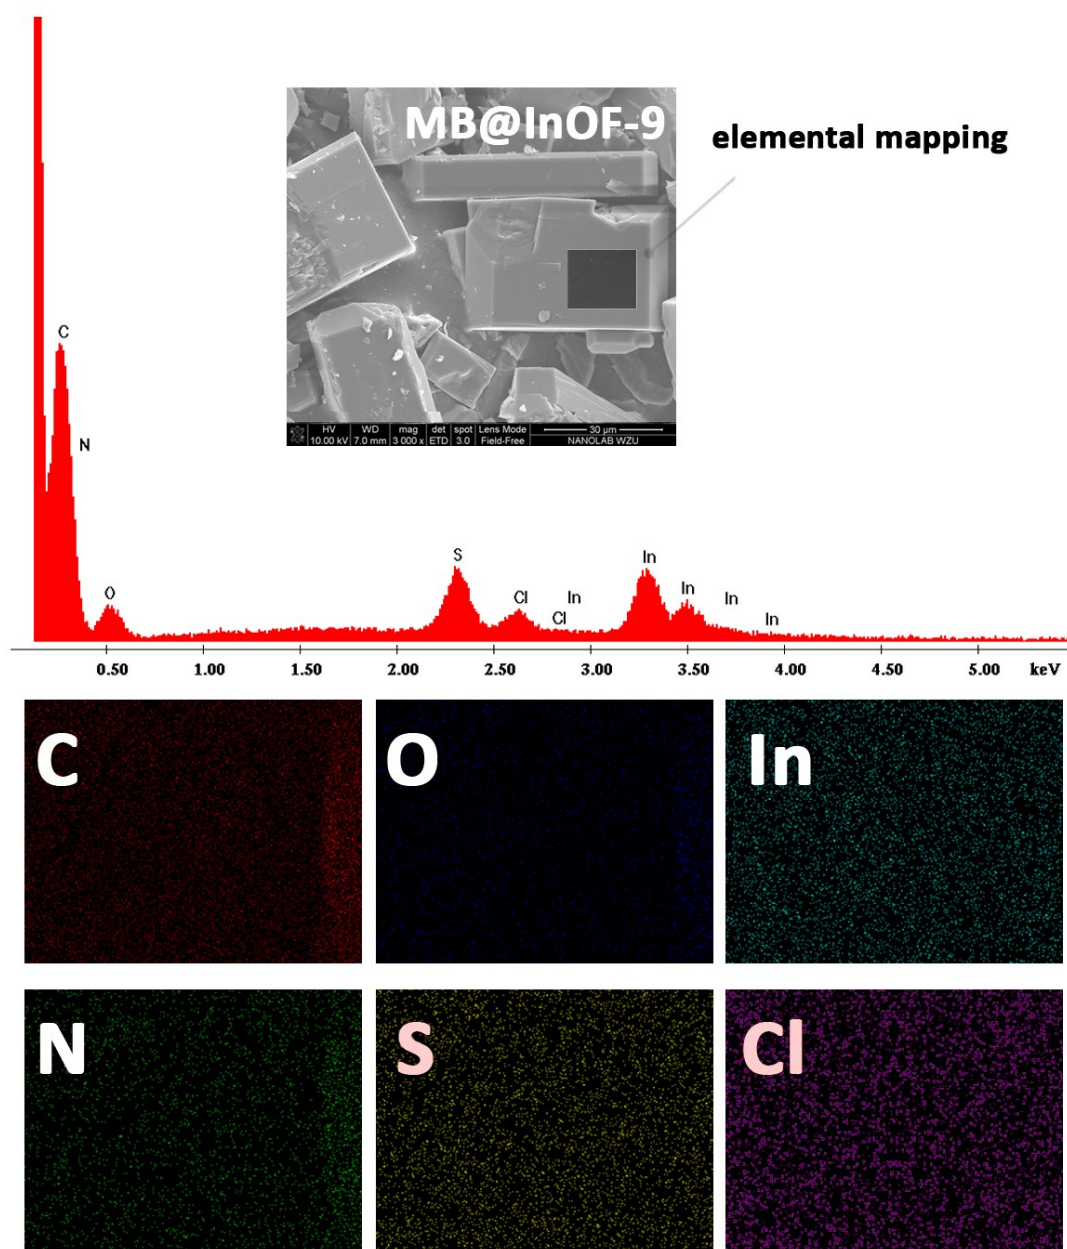 MB@InOF-9
elemental mapping
HV WD mag det spot Lens Mode 30 µm
10.00 kV 7.0 mm 3 000 x ETD 3.0 Field-Free NANOLAB WZU
C
N
O
S
Cl
Cl
In
In
In
In
In
0.50 1.00 1.50 2.00 2.50 3.00 3.50 4.00 4.50 5.00 keV
C O In
N S Cl